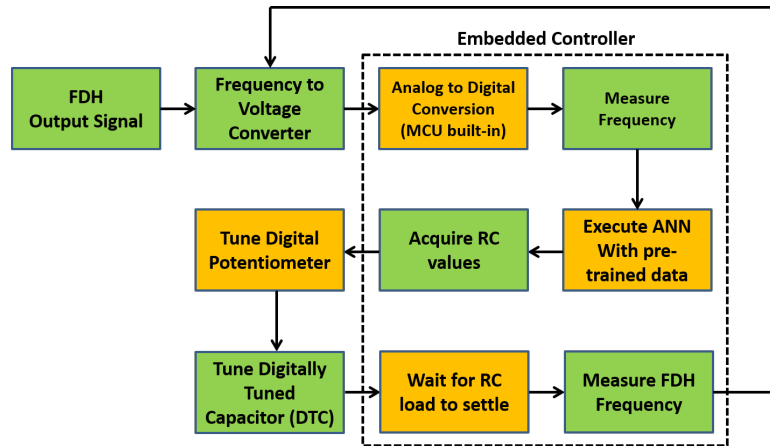 Embedded Controller
FDH
Output Signal
Frequency to
Voltage
Converter
Analog to Digital
Conversion
(MCU built-in)
Measure
Frequency
Tune Digital
Potentiometer
Acquire RC
values
Execute ANN
With pre-
trained data
Tune Digitally
Tuned
Capacitor (DTC)
Wait for RC
load to settle
Measure FDH
Frequency